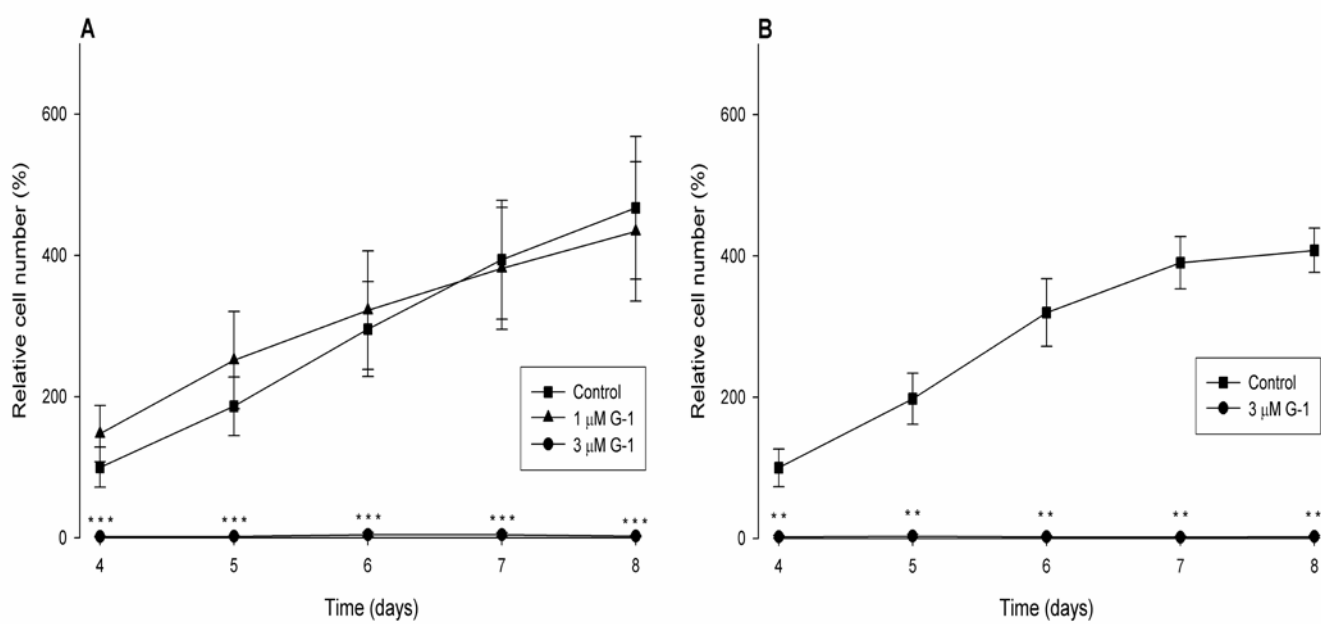 A
Relative cell number (%)
600
400
200
0
*** *** *** *** ***
4 5 6 7 8
Time (days)
Control
1 µM G-1
3 µM G-1
B
Relative cell number (%)
600
400
200
0
** ** ** ** **
4 5 6 7 8
Time (days)
Control
3 µM G-1